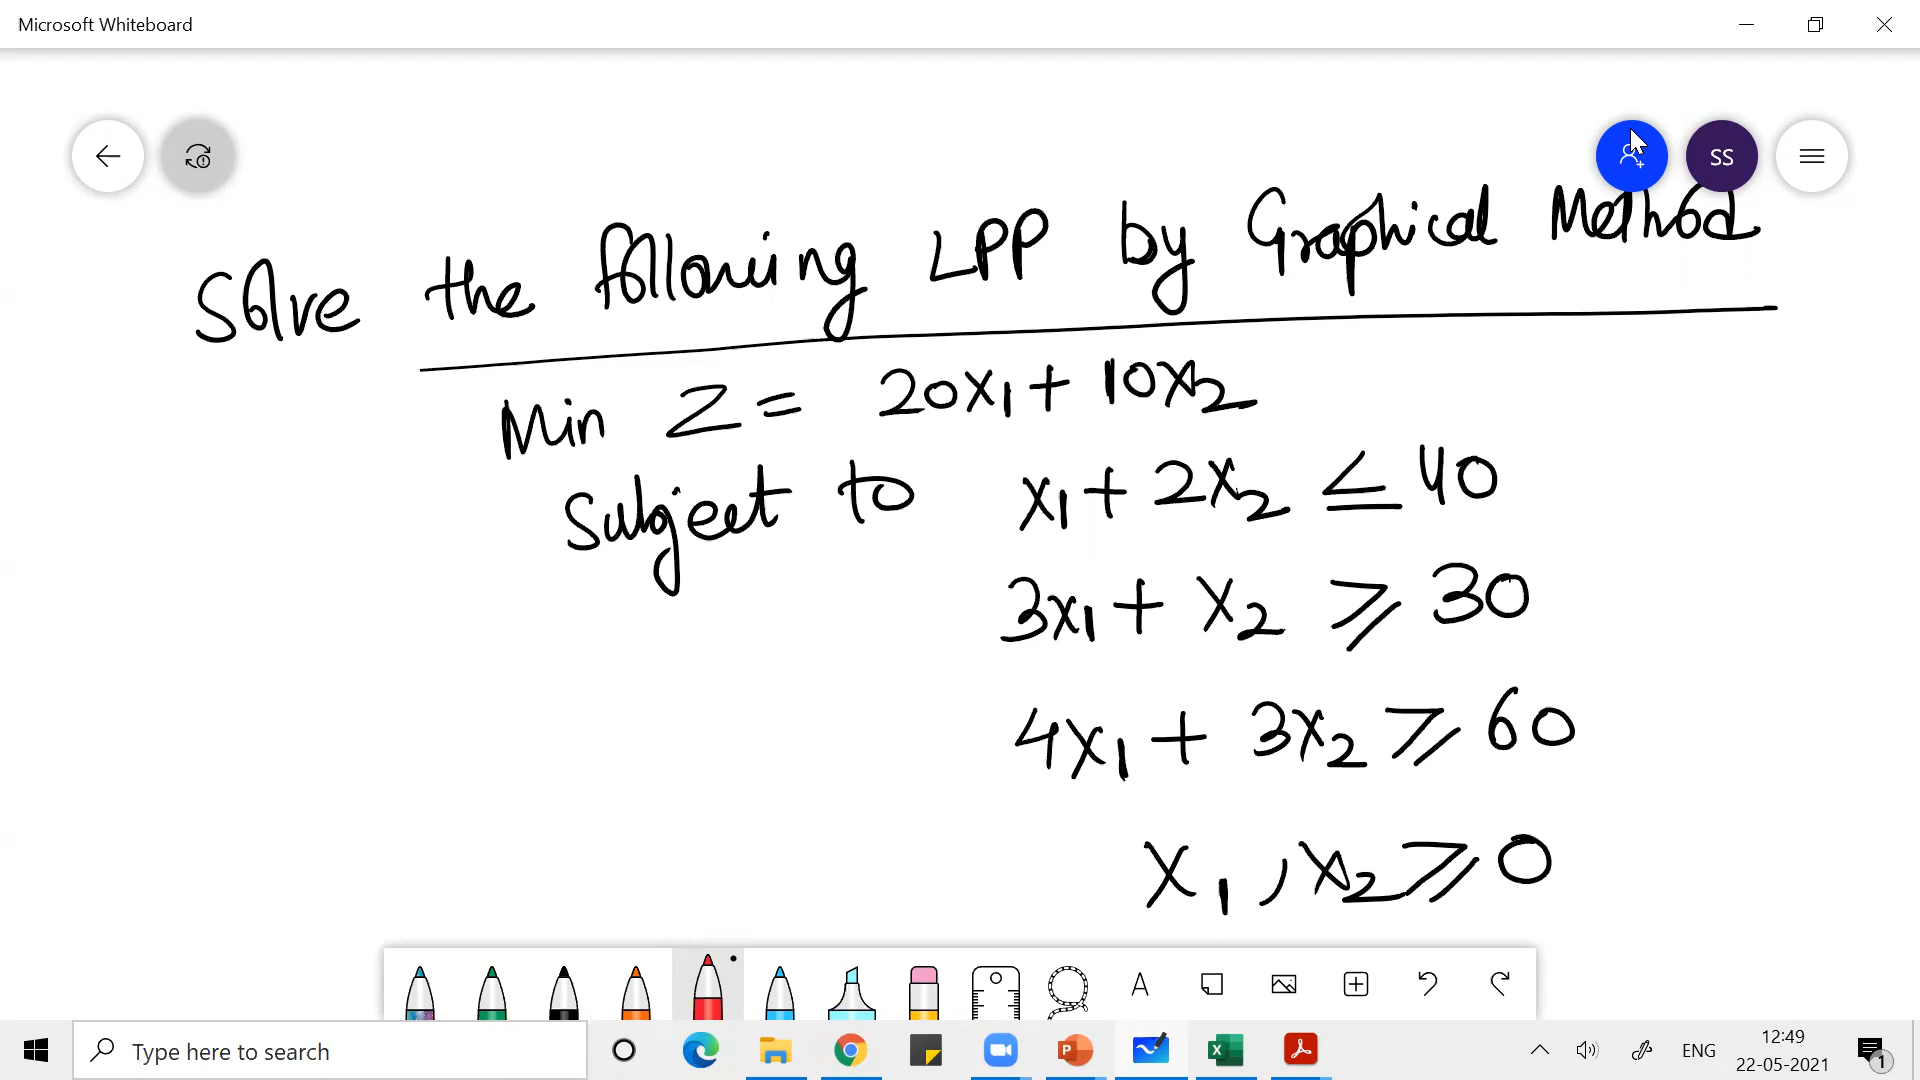 Microsoft Whiteboard
SS
Solve the following LPP by Graphical Method
Min Z = 20x₁ + 10x₂
Subject to x₁ + 2x₂ ≤ 40
3x₁ + x₂ ⩾ 30
4x₁ + 3x₂ ⩾ 60
x₁, x₂ ⩾ 0
A
Type here to search
ENG
12:49
22-05-2021
1